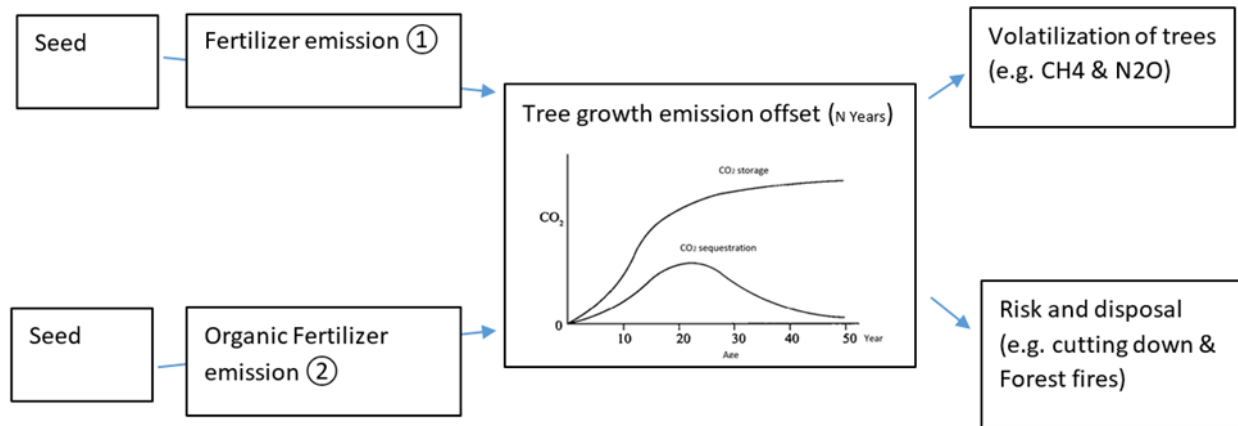 Seed
Fertilizer emission ①
Seed
Organic Fertilizer
emission ②
Tree growth emission offset (N Years)
CO2 storage
CO2
CO2 sequestration
0
10 20 30 40 50 Year
Age
Volatilization of trees
(e.g. CH4 & N2O)
Risk and disposal
(e.g. cutting down &
Forest fires)